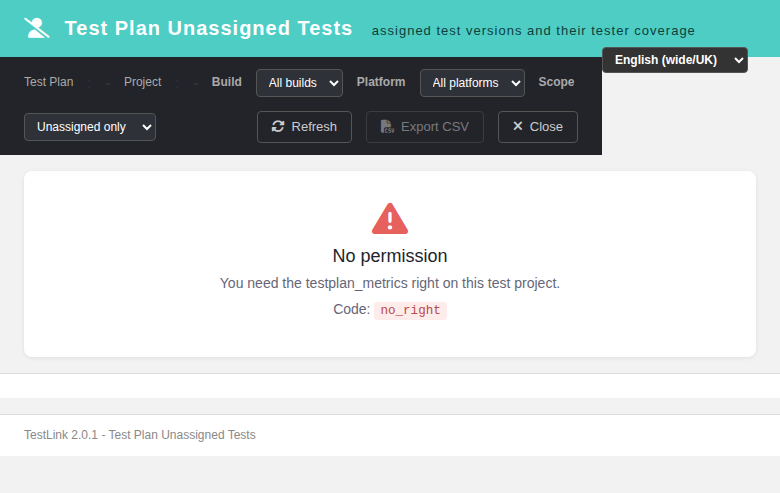 Test Plan Unassigned Tests assigned test versions and their tester coverage
English (wide/UK)
Test Plan : - Project : - Build All builds Platform All platforms Scope
Unassigned only Refresh Export CSV Close
No permission
You need the testplan_metrics right on this test project.
Code: no_right
TestLink 2.0.1 - Test Plan Unassigned Tests